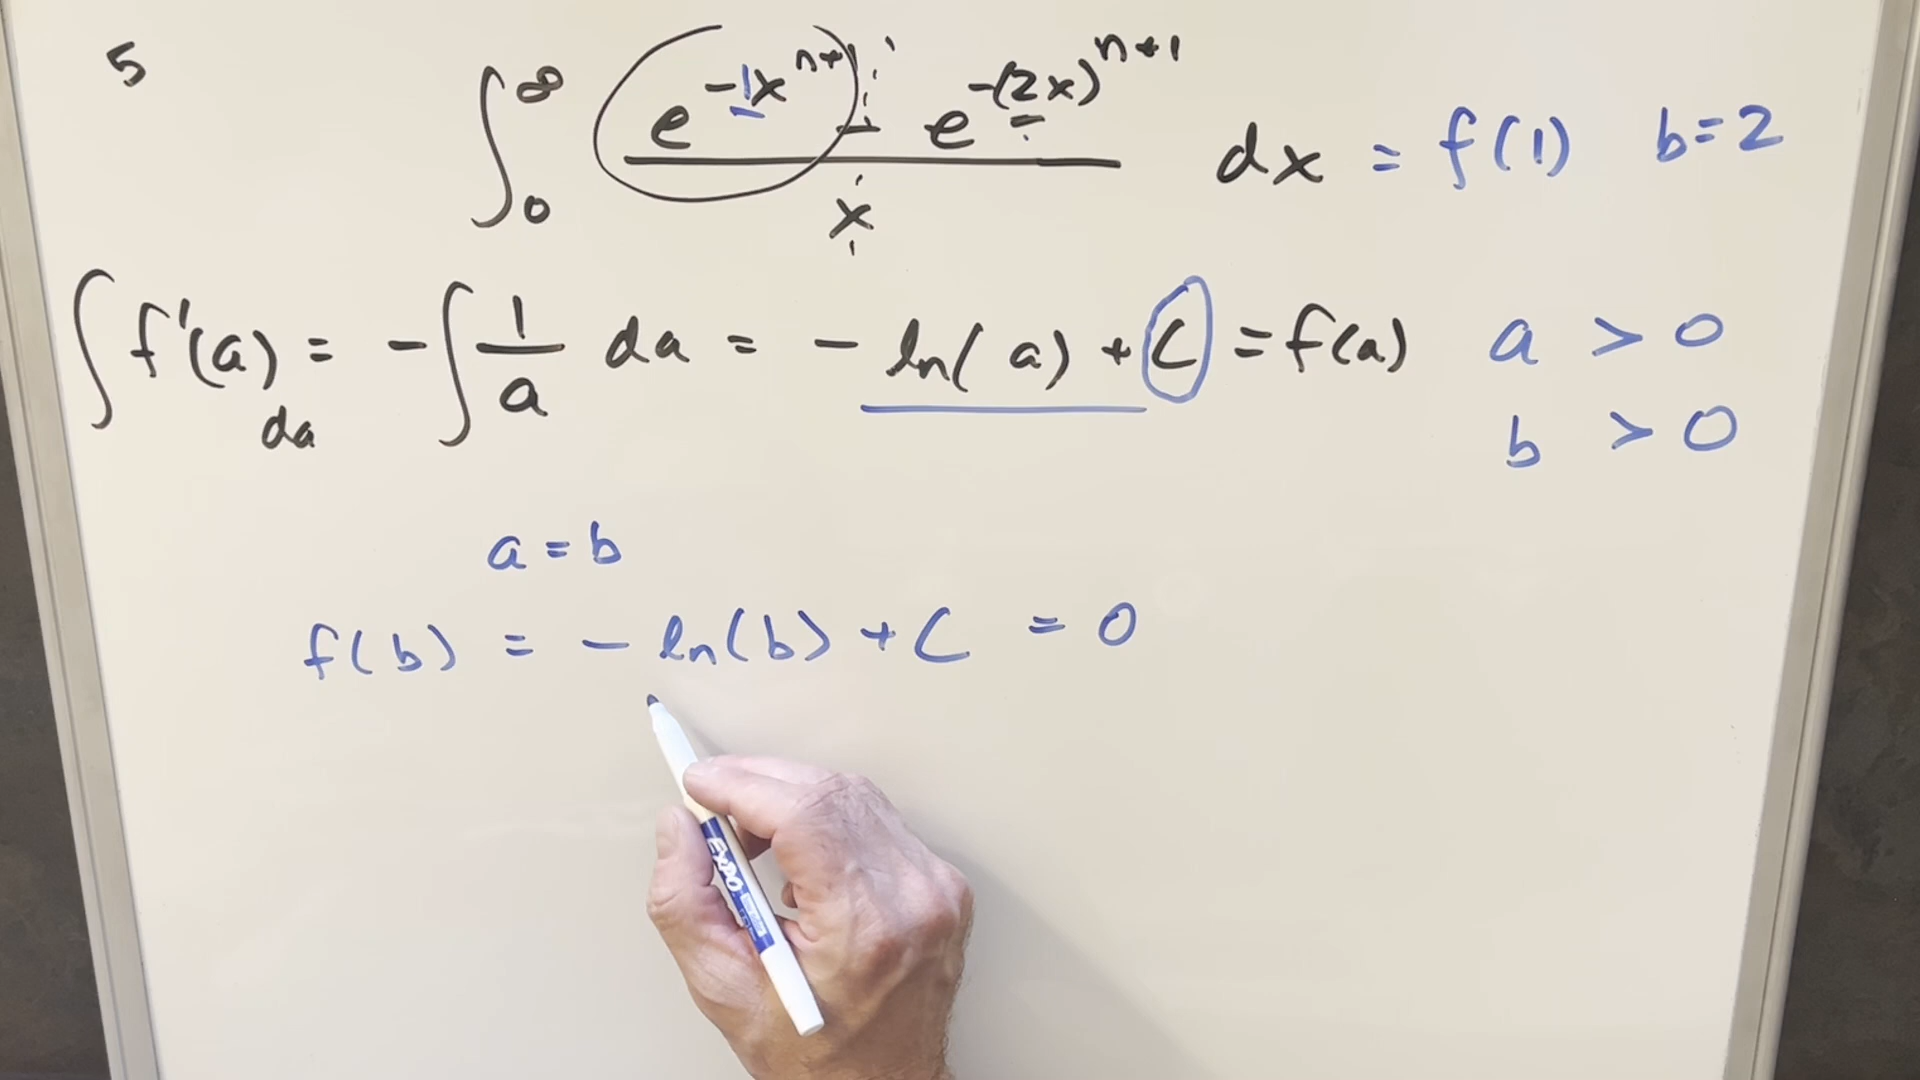 5
∫₀^∞ (e^(-1x^(n+1)) - e^(-(2x)^(n+1))) / x dx = f(1) b=2
∫ f'(a) da = -∫ 1/a da = - ln(a) + C = f(a) a > 0
b > 0
a = b
f(b) = - ln(b) + C = 0
EXPO